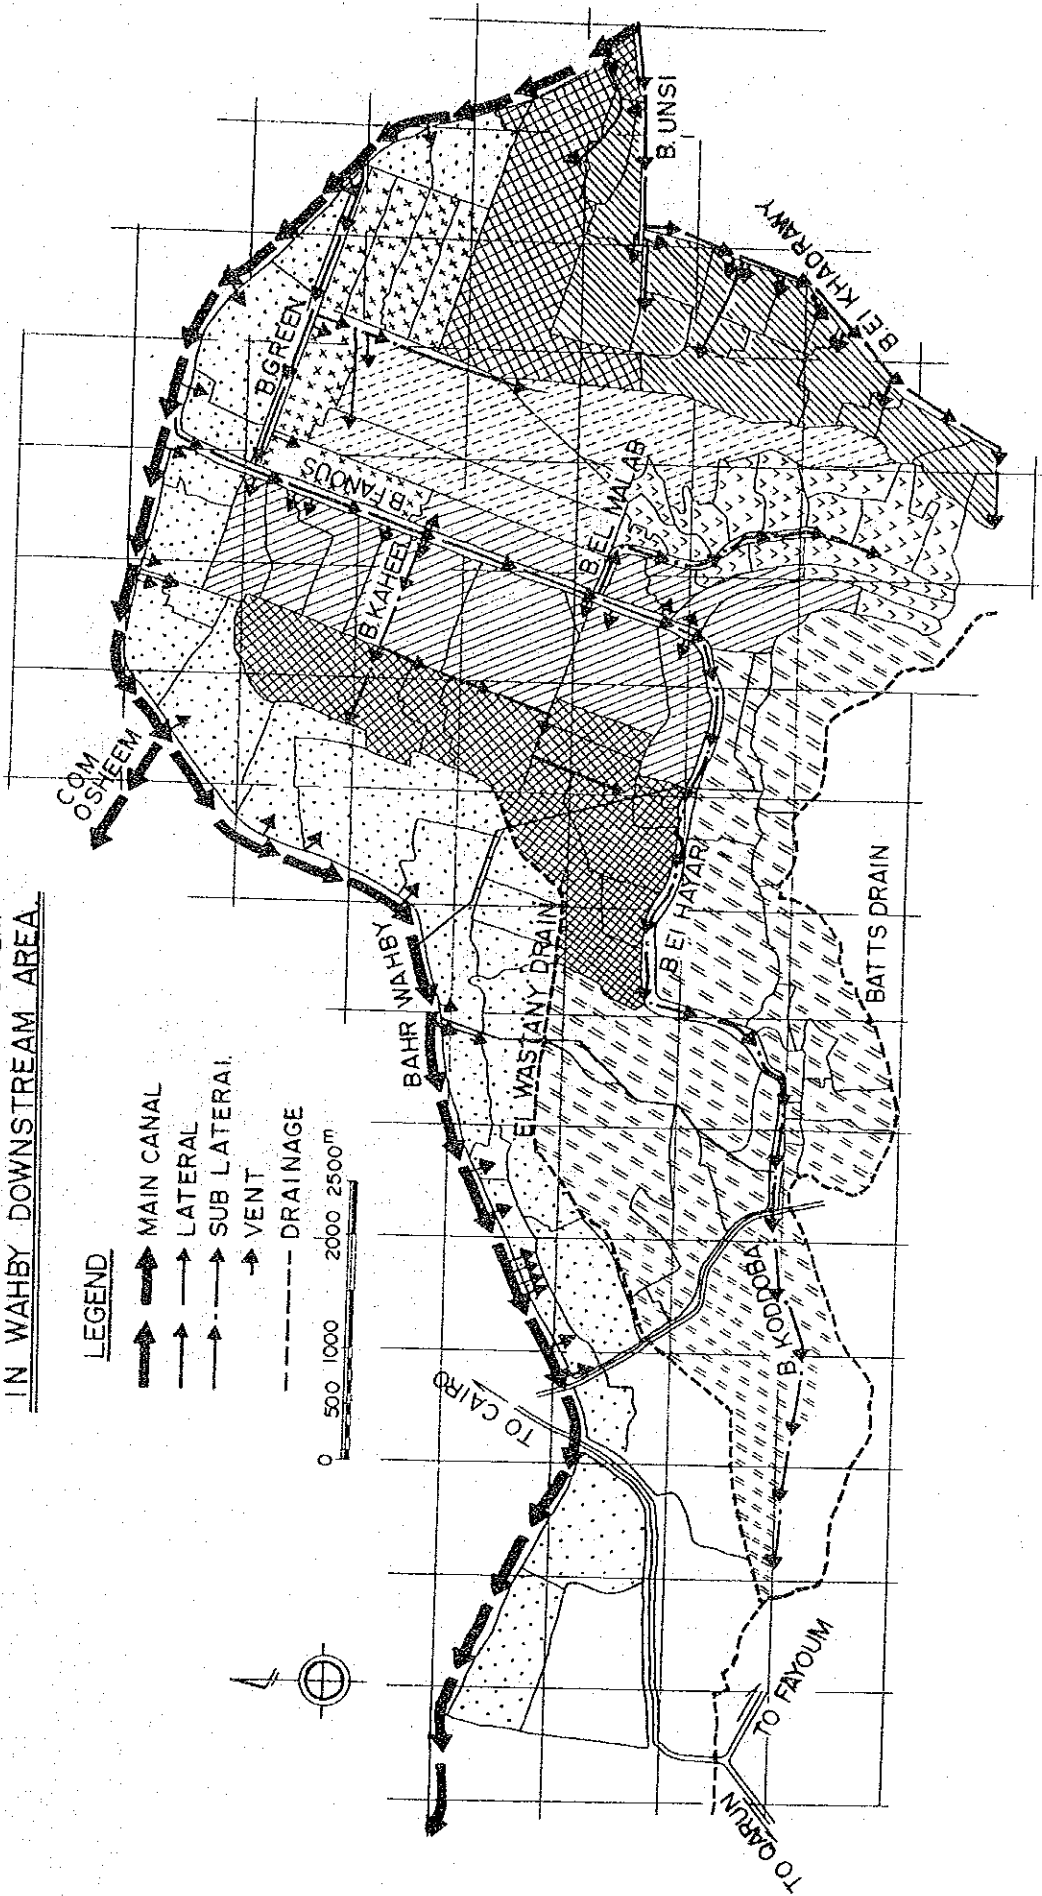 IN WAHBY DOWNSTREAM AREA
LEGEND
MAIN CANAL
LATERAL
SUB LATERAL
VENT
DRAINAGE
0 500 1000 2000 2500m
COM
OSHEEM
BAHR WAHBY
EL WASTANY DRAIN
TO CAIRO
B.GREEN
B.FANOUS
B.KAHEEL
B.EL MALAB
B.UNSI
B.EI KHADRAWY
B EI HAYAR
BATTS DRAIN
B.KODDOBA
TO FAYOUM
TO QARUN